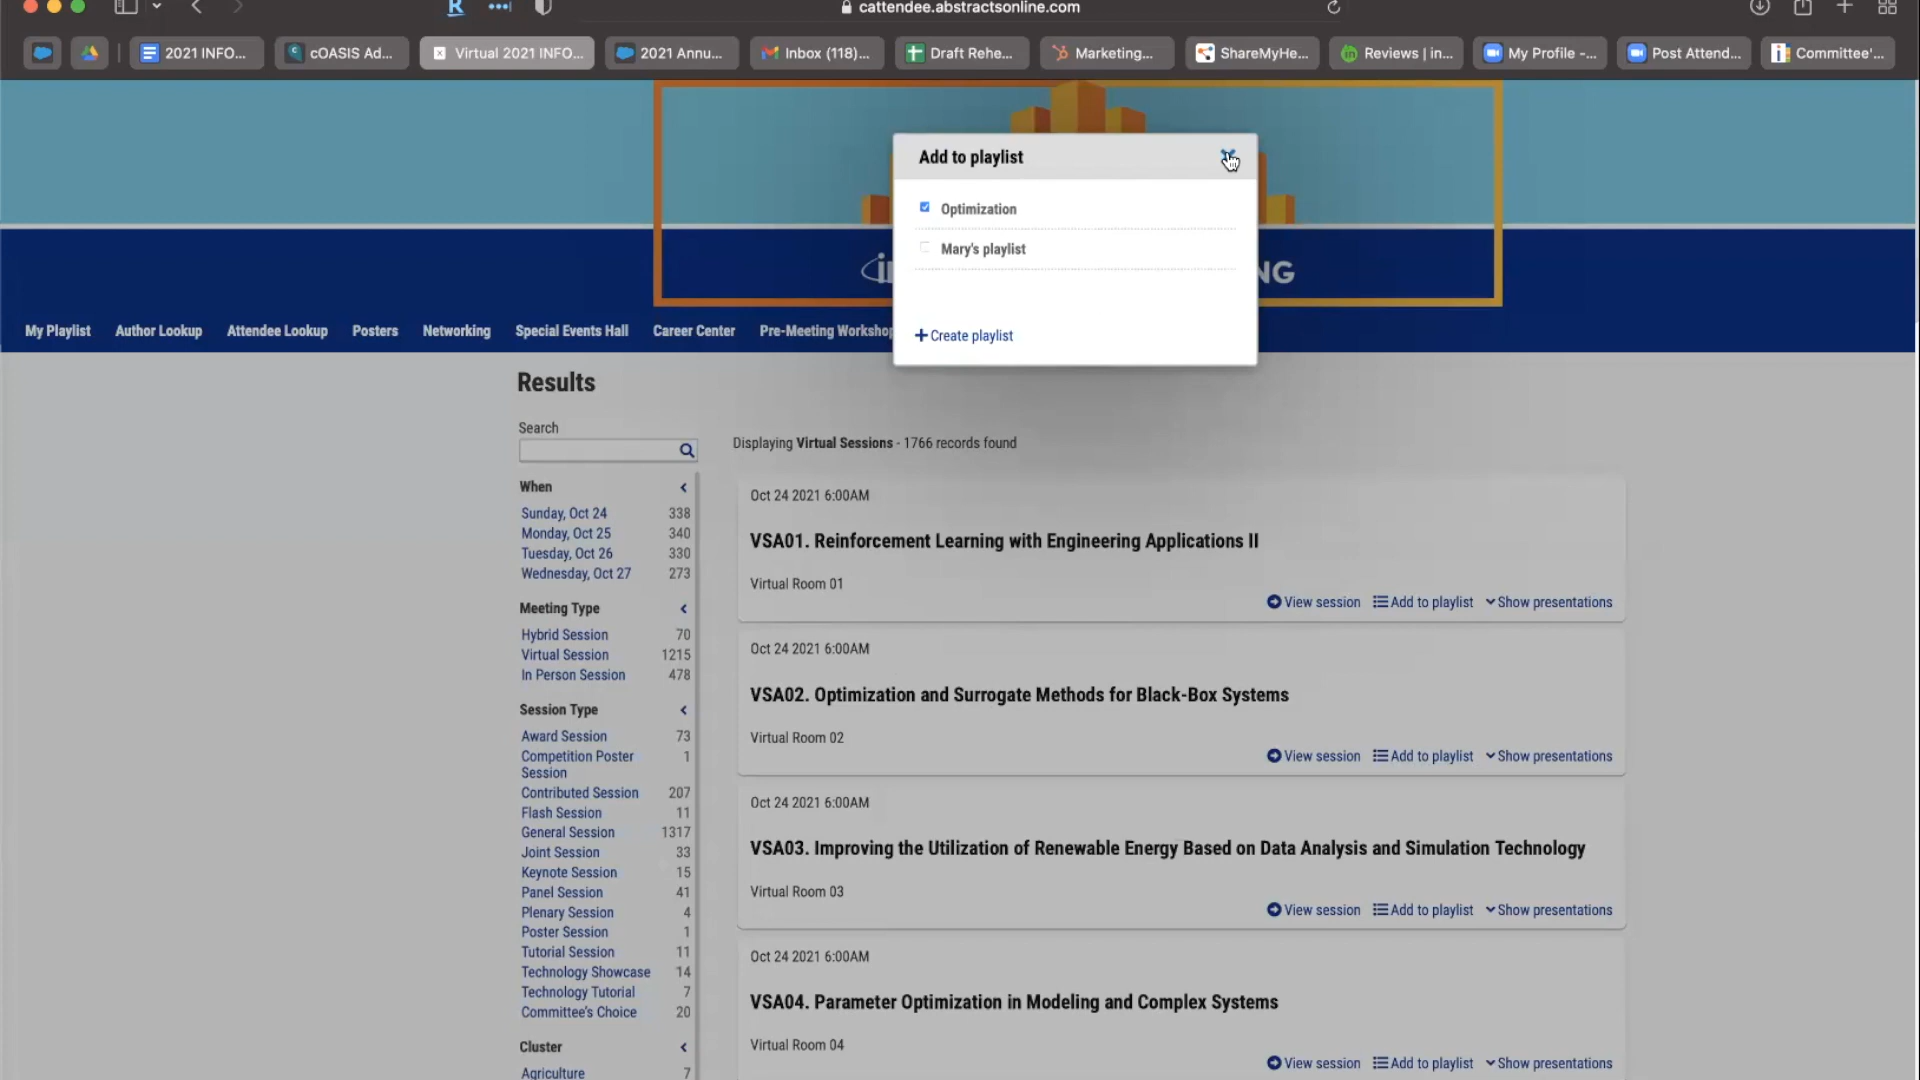 cattendee.abstractsonline.com
2021 INFO...
cOASIS Ad...
Virtual 2021 INFO...
2021 Annu...
Inbox (118)...
Draft Rehe...
Marketing...
ShareMyHe...
Reviews | in...
My Profile -...
Post Attend...
Committee'...
Add to playlist
Optimization
Mary's playlist
Create playlist
NG
My Playlist
Author Lookup
Attendee Lookup
Posters
Networking
Special Events Hall
Career Center
Pre-Meeting Workshop
Results
Search
Displaying Virtual Sessions - 1766 records found
When
Sunday, Oct 24 338
Monday, Oct 25 340
Tuesday, Oct 26 330
Wednesday, Oct 27 273
Meeting Type
Hybrid Session 70
Virtual Session 1215
In Person Session 478
Session Type
Award Session 73
Competition Poster 1
Session
Contributed Session 207
Flash Session 11
General Session 1317
Joint Session 33
Keynote Session 15
Panel Session 41
Plenary Session 4
Poster Session 1
Tutorial Session 11
Technology Showcase 14
Technology Tutorial 7
Committee's Choice 20
Cluster
Agriculture 7
Oct 24 2021 6:00AM
VSA01. Reinforcement Learning with Engineering Applications II
Virtual Room 01
View session Add to playlist Show presentations
Oct 24 2021 6:00AM
VSA02. Optimization and Surrogate Methods for Black-Box Systems
Virtual Room 02
View session Add to playlist Show presentations
Oct 24 2021 6:00AM
VSA03. Improving the Utilization of Renewable Energy Based on Data Analysis and Simulation Technology
Virtual Room 03
View session Add to playlist Show presentations
Oct 24 2021 6:00AM
VSA04. Parameter Optimization in Modeling and Complex Systems
Virtual Room 04
View session Add to playlist Show presentations